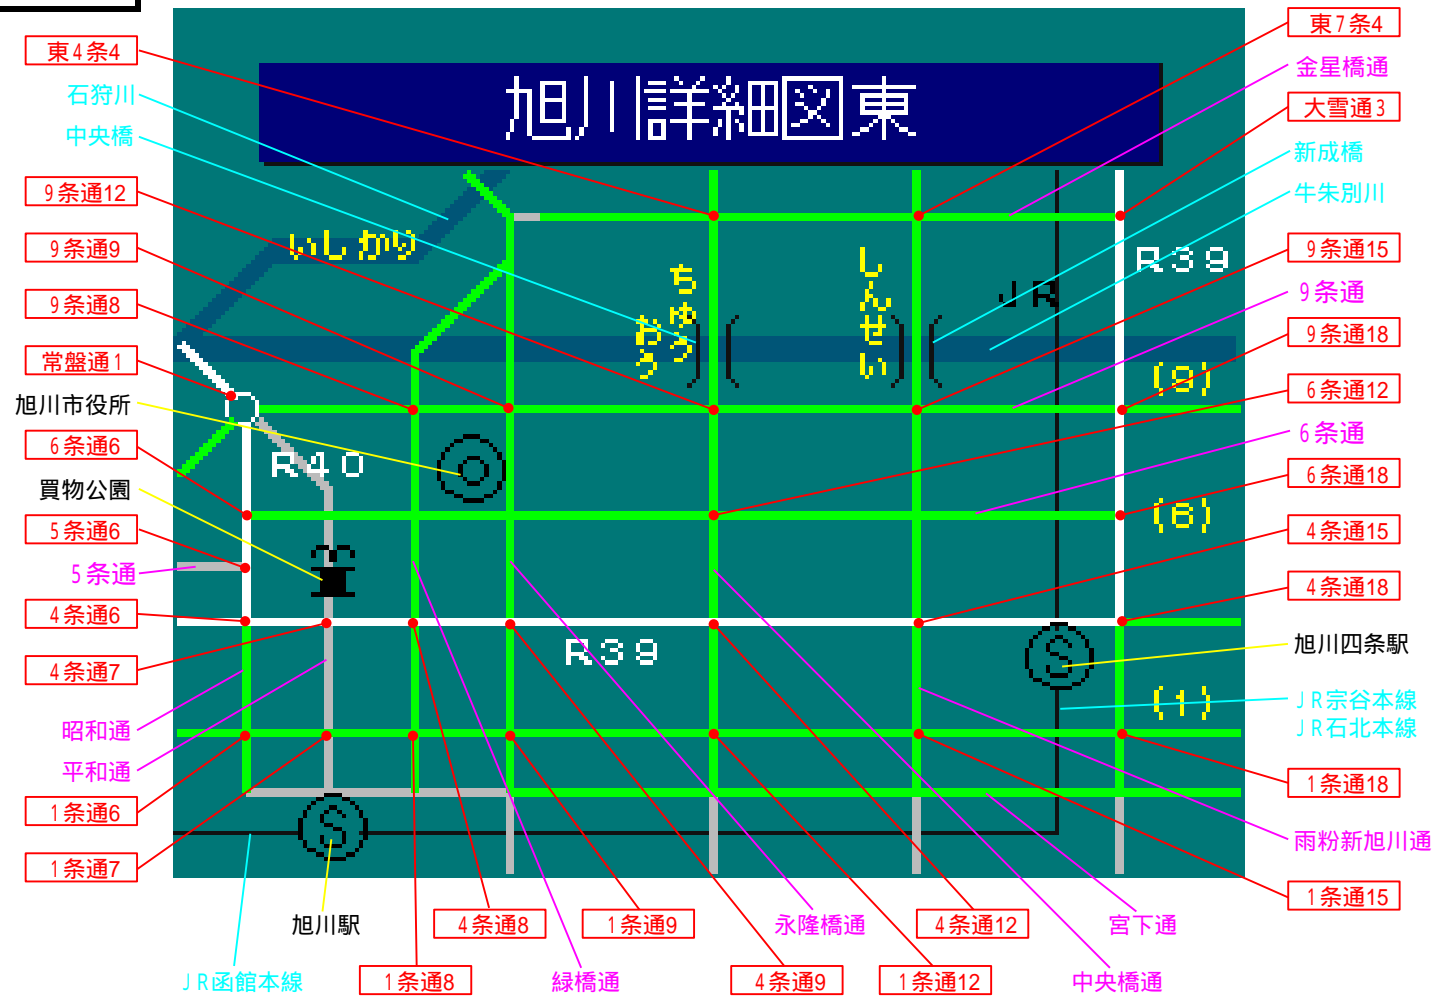 東4条4
東7条4
石狩川
金星橋通
中央橋
大雪通3
旭川詳細図東
新成橋
9条通12
牛朱別川
いしかり
9条通9
9条通15
R39
ちゅう
おう
しんせい
JR
9条通8
9条通
9条通18
常盤通1
(9)
6条通12
旭川市役所
6条通6
6条通
R40
買物公園
6条通18
5条通6
(6)
4条通15
5条通
4条通18
4条通6
R39
旭川四条駅
4条通7
S
JR宗谷本線
(1)
JR石北本線
昭和通
平和通
1条通6
1条通18
S
雨粉新旭川通
1条通7
1条通15
旭川駅
4条通8
1条通9
永隆橋通
4条通12
宮下通
JR函館本線
1条通8
緑橋通
4条通9
1条通12
中央橋通